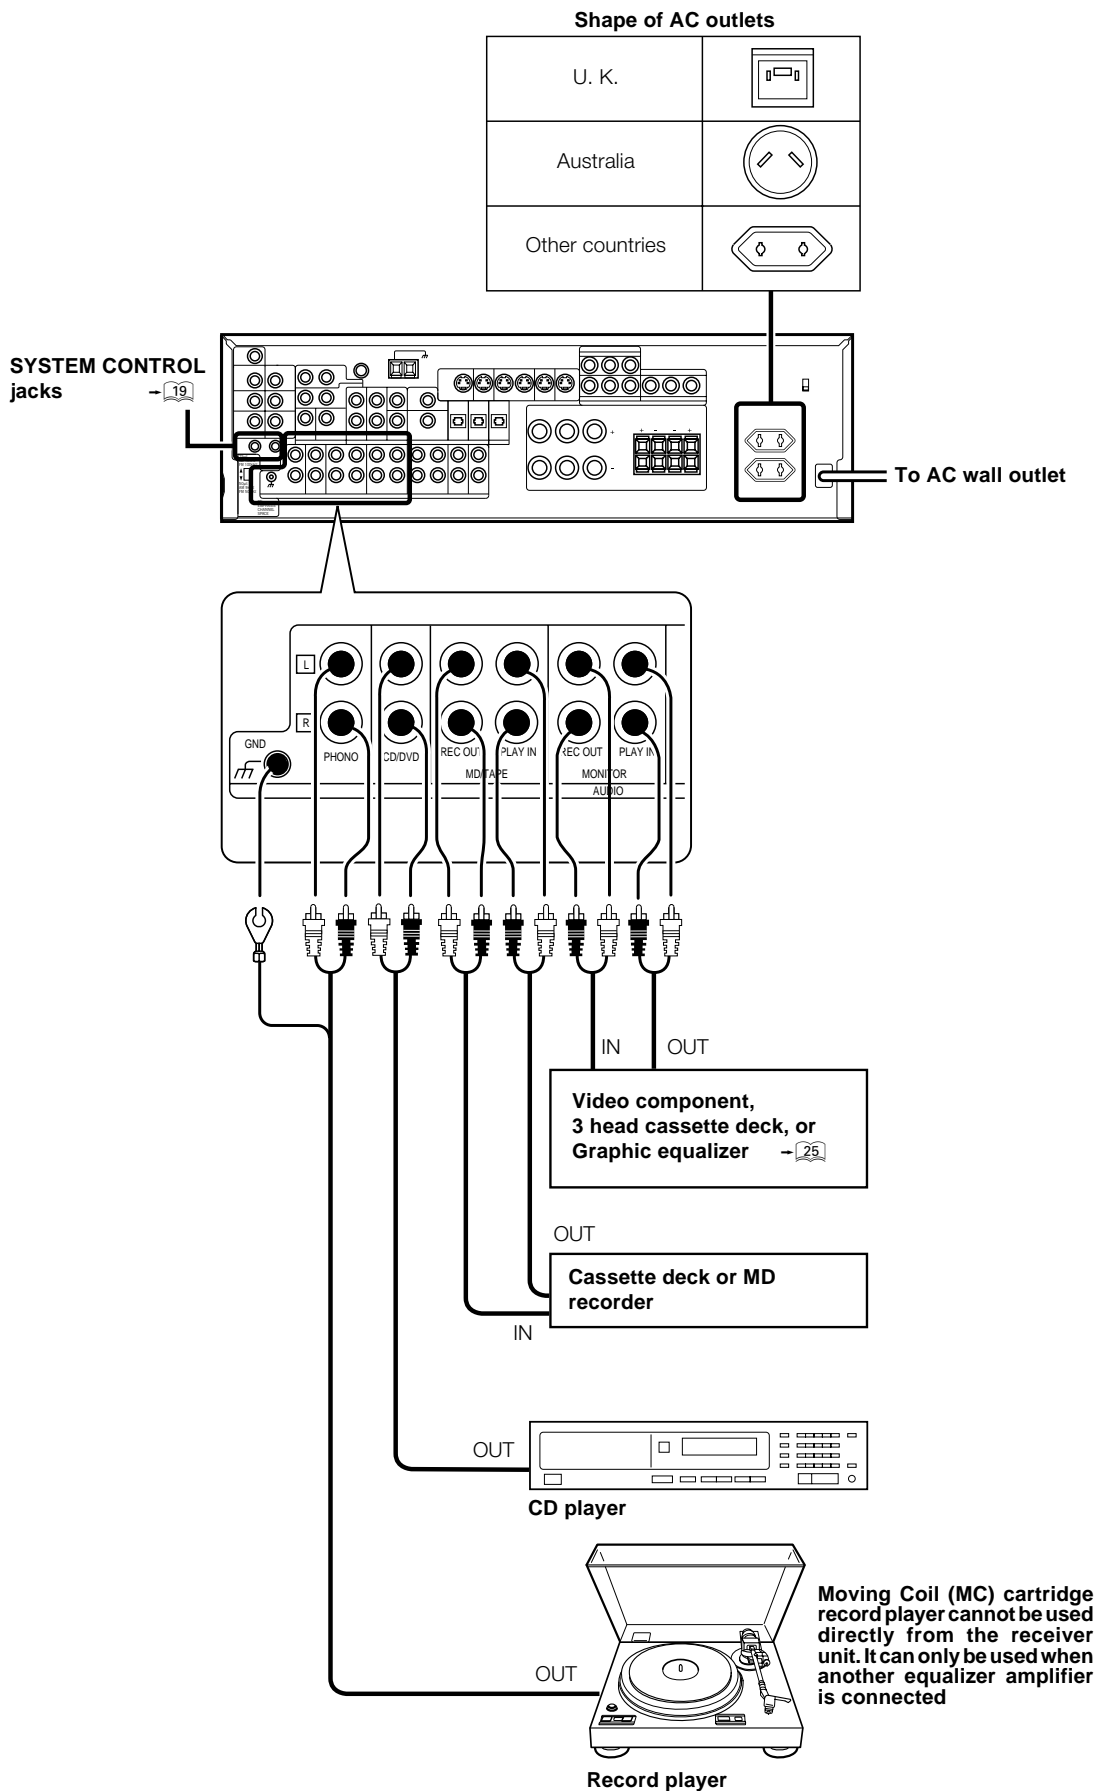 Shape of AC outlets
U. K.
Australia
Other countries
SYSTEM CONTROL
jacks
19
To AC wall outlet
+
-
+ - - +
L
R
GND
PHONO
CD/DVD
REC OUT
PLAY IN
REC OUT
PLAY IN
MD/TAPE
MONITOR
AUDIO
IN
OUT
Video component,
3 head cassette deck, or
Graphic equalizer
25
OUT
Cassette deck or MD
recorder
IN
OUT
CD player
Moving Coil (MC) cartridge
record player cannot be used
directly from the receiver
unit. It can only be used when
another equalizer amplifier
is connected
OUT
Record player